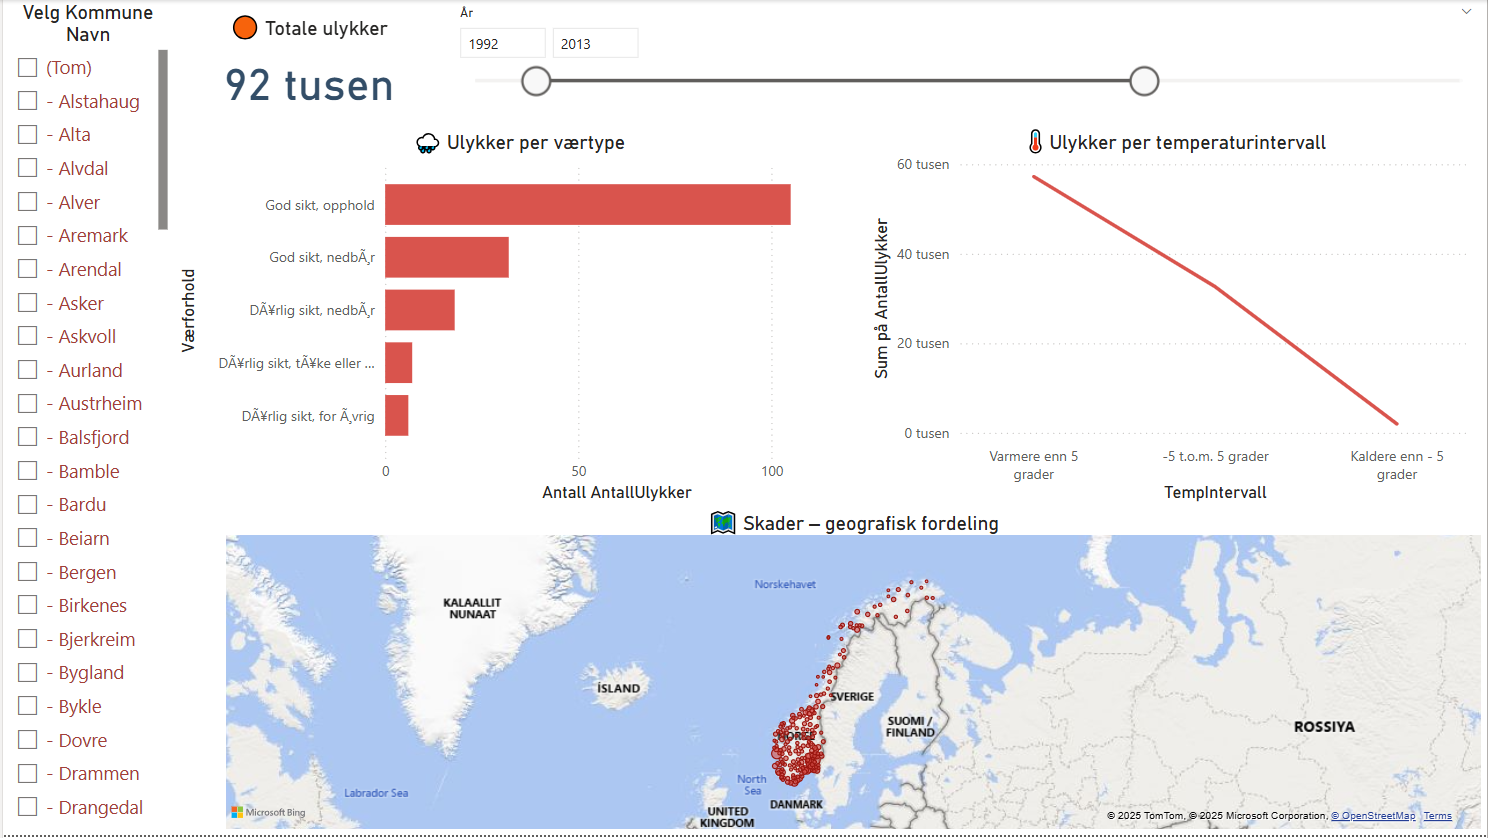 Velg Kommune
Navn
(Tom)
- Alstahaug
- Alta
- Alvdal
- Alver
- Aremark
- Arendal
- Asker
- Askvoll
- Aurland
- Austrheim
- Balsfjord
- Bamble
- Bardu
- Beiarn
- Bergen
- Birkenes
- Bjerkreim
- Bygland
- Bykle
- Dovre
- Drammen
- Drangedal
Totale ulykker
92 tusen
År
1992 2013
Ulykker per værtype
Værforhold
God sikt, opphold
God sikt, nedbÃ¸r
DÃ¥rlig sikt, nedbÃ¸r
DÃ¥rlig sikt, tÃ¥ke eller ...
DÃ¥rlig sikt, for Ã¸vrig
0 50 100
Antall AntallUlykker
Ulykker per temperaturintervall
Sum på AntallUlykker
60 tusen
40 tusen
20 tusen
0 tusen
Varmere enn 5
grader
-5 t.o.m. 5 grader
Kaldere enn - 5
grader
TempIntervall
Skader – geografisk fordeling
Norskehavet
KALAALLIT
NUNAAT
ÍSLAND
SVERIGE
SUOMI /
FINLAND
NORGE
ROSSIYA
North
Sea
Labrador Sea
DANMARK
UNITED
KINGDOM
Microsoft Bing
© 2025 TomTom, © 2025 Microsoft Corporation, © OpenStreetMap Terms